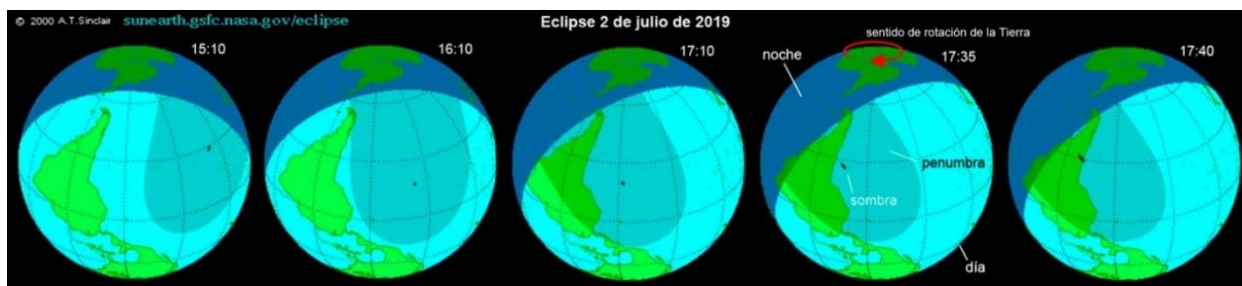 © 2000 A.T.Sinclair sunearth.gsfc.nasa.gov/eclipse
Eclipse 2 de julio de 2019
sentido de rotación de la Tierra
15:10
16:10
17:10
noche
17:35
17:40
penumbra
sombra
día